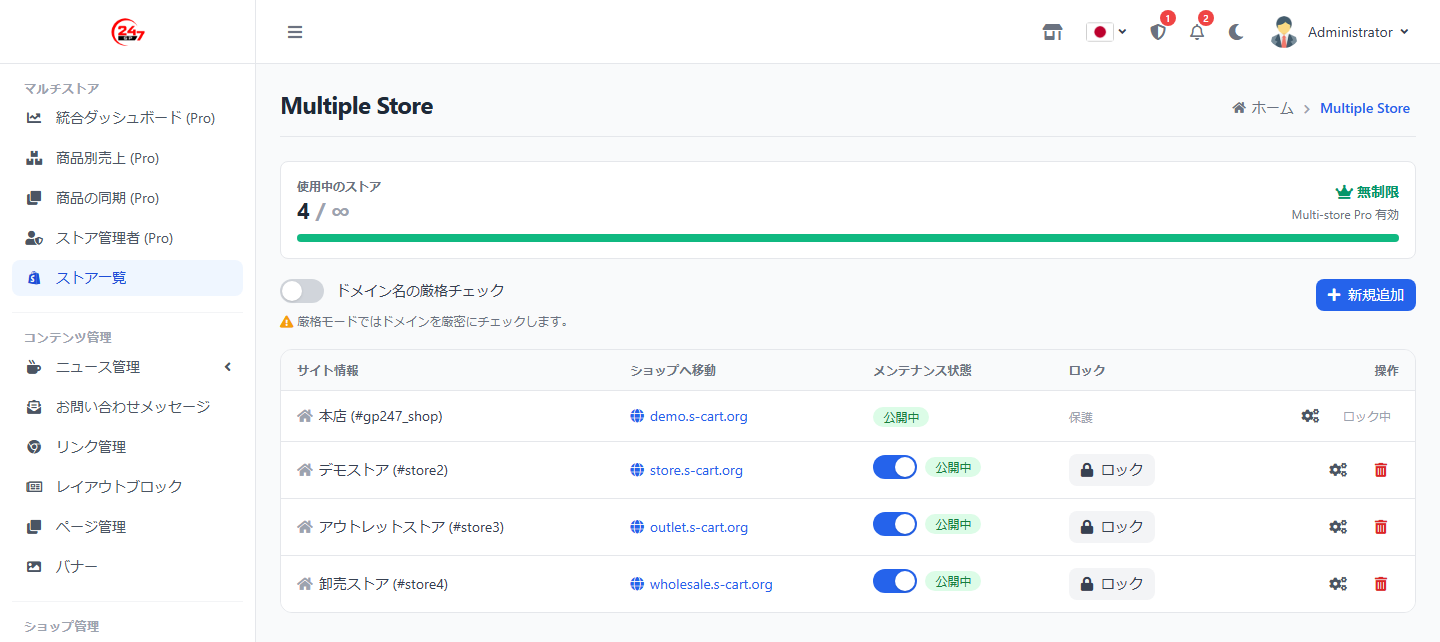 247
GP
1
2
Administrator
マルチストア
統合ダッシュボード (Pro)
商品別売上 (Pro)
商品の同期 (Pro)
ストア管理者 (Pro)
ストア一覧
コンテンツ管理
ニュース管理
お問い合わせメッセージ
リンク管理
レイアウトブロック
ページ管理
バナー
ショップ管理
Multiple Store
ホーム > Multiple Store
使用中のストア
4 / ∞
無制限
Multi-store Pro 有効
ドメイン名の厳格チェック
厳格モードではドメインを厳密にチェックします。
+ 新規追加
サイト情報 ショップへ移動 メンテナンス状態 ロック 操作
本店 (#gp247_shop) demo.s-cart.org 公開中 保護 ロック中
デモストア (#store2) store.s-cart.org 公開中 ロック
アウトレットストア (#store3) outlet.s-cart.org 公開中 ロック
卸売ストア (#store4) wholesale.s-cart.org 公開中 ロック